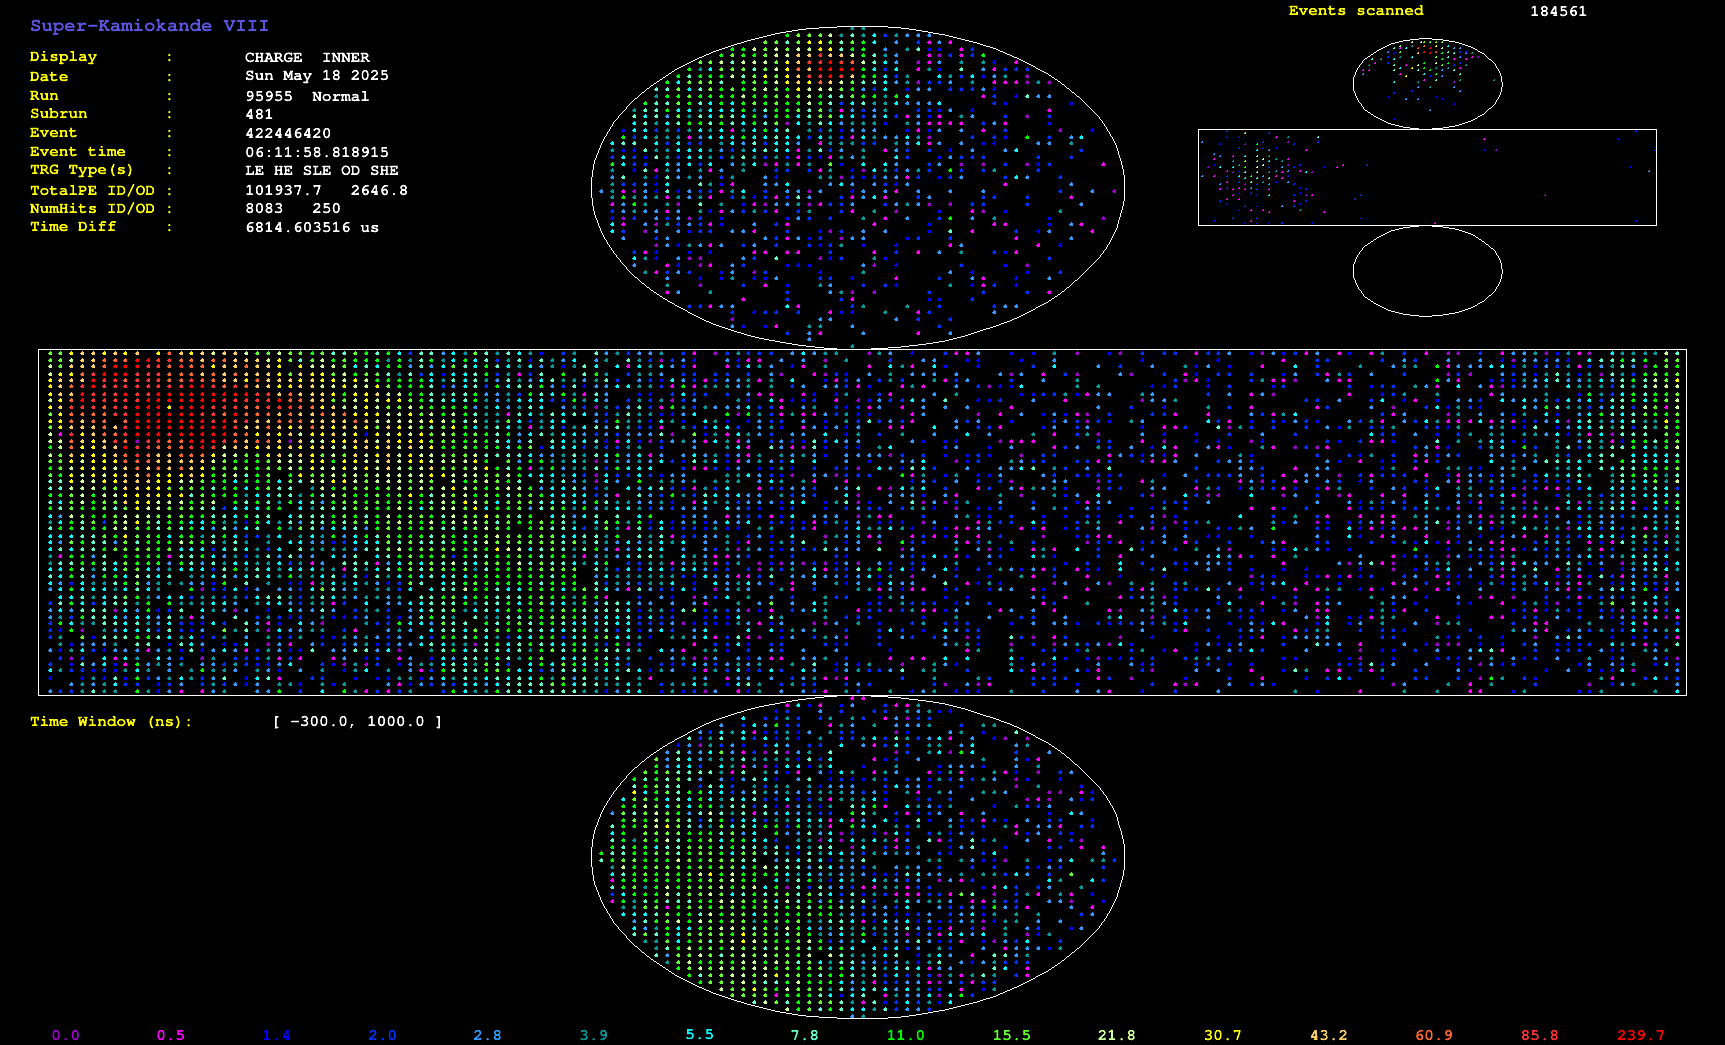 Super-Kamiokande VIII
Events scanned 184561
Display : CHARGE INNER
Date : Sun May 18 2025
Run : 95955 Normal
Subrun : 481
Event : 422446420
Event time : 06:11:58.818915
TRG Type(s) : LE HE SLE OD SHE
TotalPE ID/OD : 101937.7 2646.8
NumHits ID/OD : 8083 250
Time Diff : 6814.603516 us
Time Window (ns): [ -300.0, 1000.0 ]
0.0 0.5 1.4 2.0 2.8 3.9 5.5 7.8 11.0 15.5 21.8 30.7 43.2 60.9 85.8 239.7